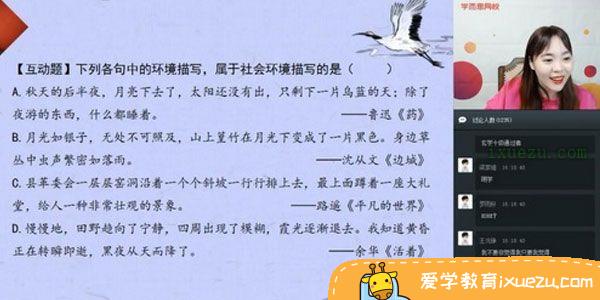 【互动题】下列各句中的环境描写，属于社会环境描写的是（ ）
A. 秋天的后半夜，月亮下去了，太阳还没有出，只剩下一片乌蓝的天；除了
夜游的东西，什么都睡着。 ——鲁迅《药》
B. 月光如银子，无处不可照及，山上篁竹在月光下变成了一片黑色。身边草
丛中虫声繁密如落雨。 ——沈从文《边城》
C. 县革委会一层层窑洞沿着一个个斜坡一行行排上去，最上面蹲着一座大礼
堂，给人一种非常壮观的景象。 ——路遥《平凡的世界》
D. 慢慢地，田野趋向了宁静，四周出现了模糊，霞光逐渐退去。我知道黄昏
正在转瞬即逝，黑夜从天而降了。 ——余华《活着》
学而思网校
ixuezu.com
爱学教育ixuezu.com